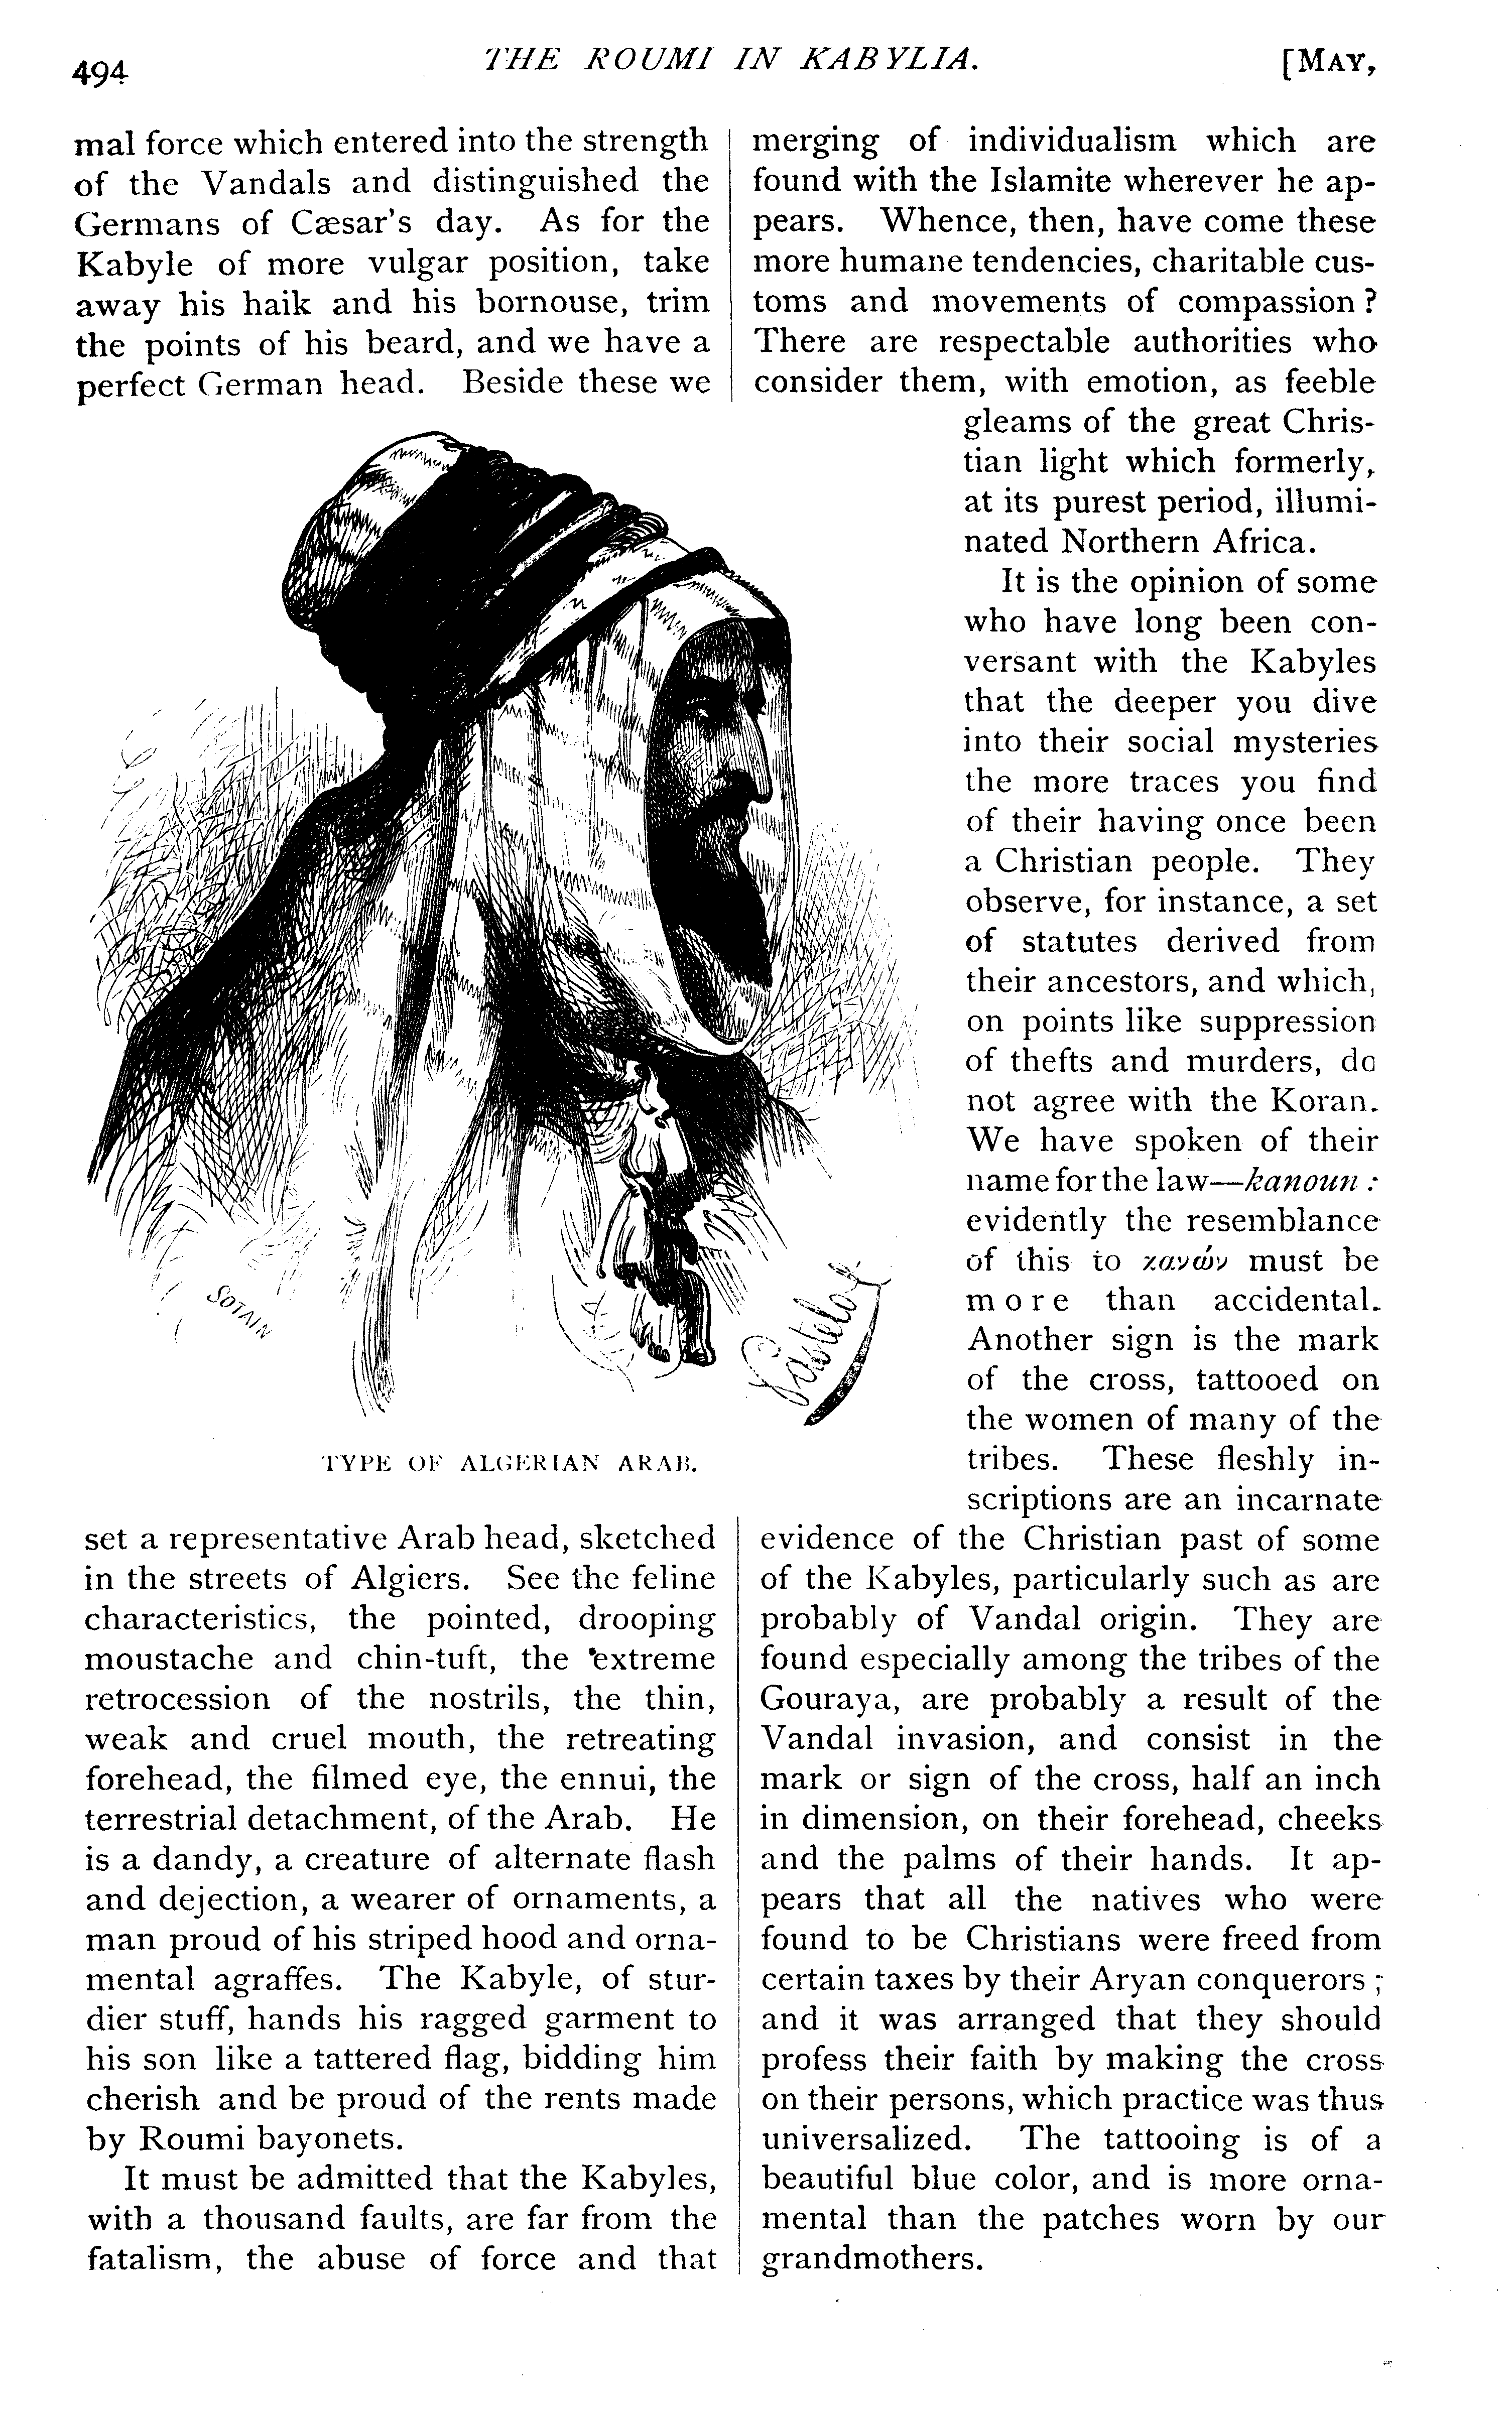 494
THE ROUMI IN KABYLIA.
[MAY,
mal force which entered into the strength
of the Vandals and distinguished the
Germans of Cæsar's day. As for the
Kabyle of more vulgar position, take
away his haik and his bornouse, trim
the points of his beard, and we have a
perfect German head. Beside these we
SOTAIN
Castelo
TYPE OF ALGERIAN ARAB.
set a representative Arab head, sketched
in the streets of Algiers. See the feline
characteristics, the pointed, drooping
moustache and chin-tuft, the extreme
retrocession of the nostrils, the thin,
weak and cruel mouth, the retreating
forehead, the filmed eye, the ennui, the
terrestrial detachment, of the Arab. He
is a dandy, a creature of alternate flash
and dejection, a wearer of ornaments, a
man proud of his striped hood and orna-
mental agraffes. The Kabyle, of stur-
dier stuff, hands his ragged garment to
his son like a tattered flag, bidding him
cherish and be proud of the rents made
by Roumi bayonets.
It must be admitted that the Kabyles,
with a thousand faults, are far from the
fatalism, the abuse of force and that
merging of individualism which are
found with the Islamite wherever he ap-
pears. Whence, then, have come these
more humane tendencies, charitable cus-
toms and movements of compassion?
There are respectable authorities who
consider them, with emotion, as feeble
gleams of the great Chris-
tian light which formerly,
at its purest period, illumi-
nated Northern Africa.
It is the opinion of some
who have long been con-
versant with the Kabyles
that the deeper you dive
into their social mysteries
the more traces you find
of their having once been
a Christian people. They
observe, for instance, a set
of statutes derived from
their ancestors, and which,
on points like suppression
of thefts and murders, do
not agree with the Koran.
We have spoken of their
name for the law—kanoun:
evidently the resemblance
of this to κανών must be
more than accidental.
Another sign is the mark
of the cross, tattooed on
the women of many of the
tribes. These fleshly in-
scriptions are an incarnate
evidence of the Christian past of some
of the Kabyles, particularly such as are
probably of Vandal origin. They are
found especially among the tribes of the
Gouraya, are probably a result of the
Vandal invasion, and consist in the
mark or sign of the cross, half an inch
in dimension, on their forehead, cheeks
and the palms of their hands. It ap-
pears that all the natives who were
found to be Christians were freed from
certain taxes by their Aryan conquerors;
and it was arranged that they should
profess their faith by making the cross
on their persons, which practice was thus
universalized. The tattooing is of a
beautiful blue color, and is more orna-
mental than the patches worn by our
grandmothers.